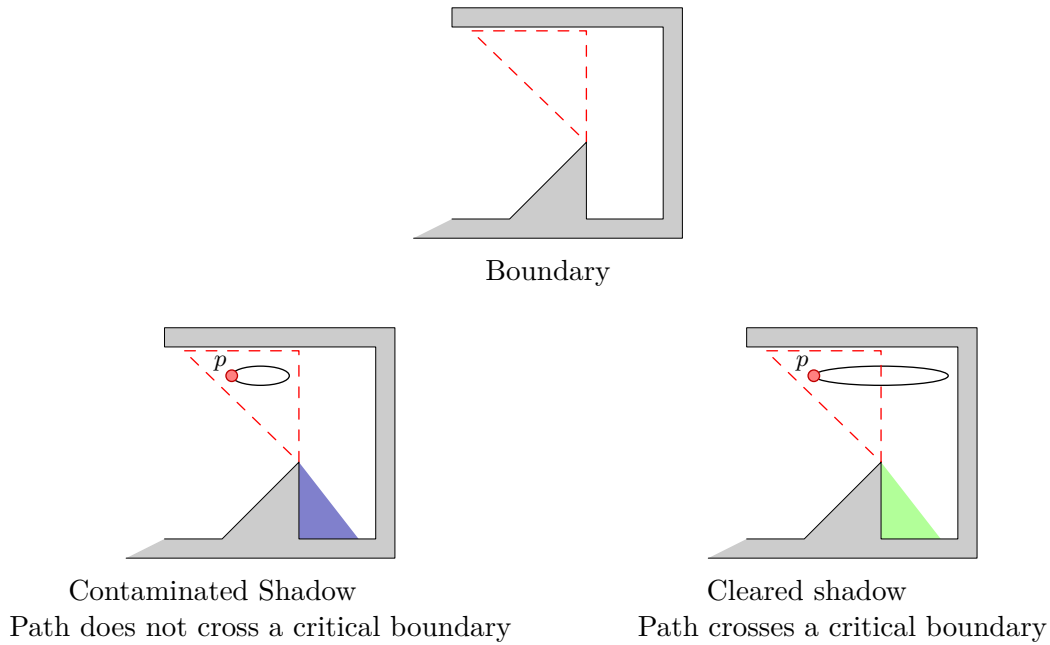 Boundary
p
p
Contaminated Shadow
Path does not cross a critical boundary
Cleared shadow
Path crosses a critical boundary